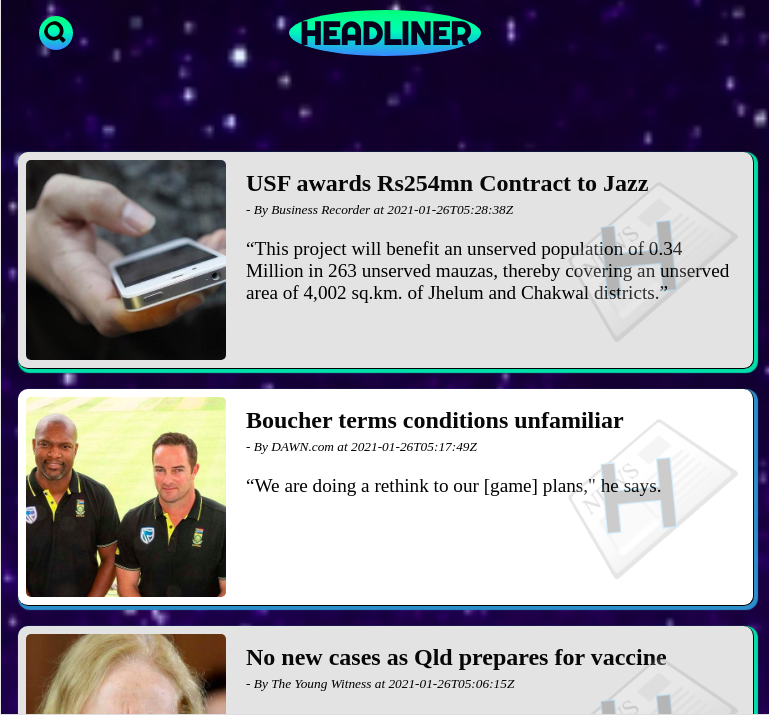 HEADLINER
USF awards Rs254mn Contract to Jazz
- By Business Recorder at 2021-01-26T05:28:38Z
“This project will benefit an unserved population of 0.34
Million in 263 unserved mauzas, thereby covering an unserved
area of 4,002 sq.km. of Jhelum and Chakwal districts.”
NEWS
H
Boucher terms conditions unfamiliar
- By DAWN.com at 2021-01-26T05:17:49Z
“We are doing a rethink to our [game] plans," he says.
NEWS
H
No new cases as Qld prepares for vaccine
- By The Young Witness at 2021-01-26T05:06:15Z
H